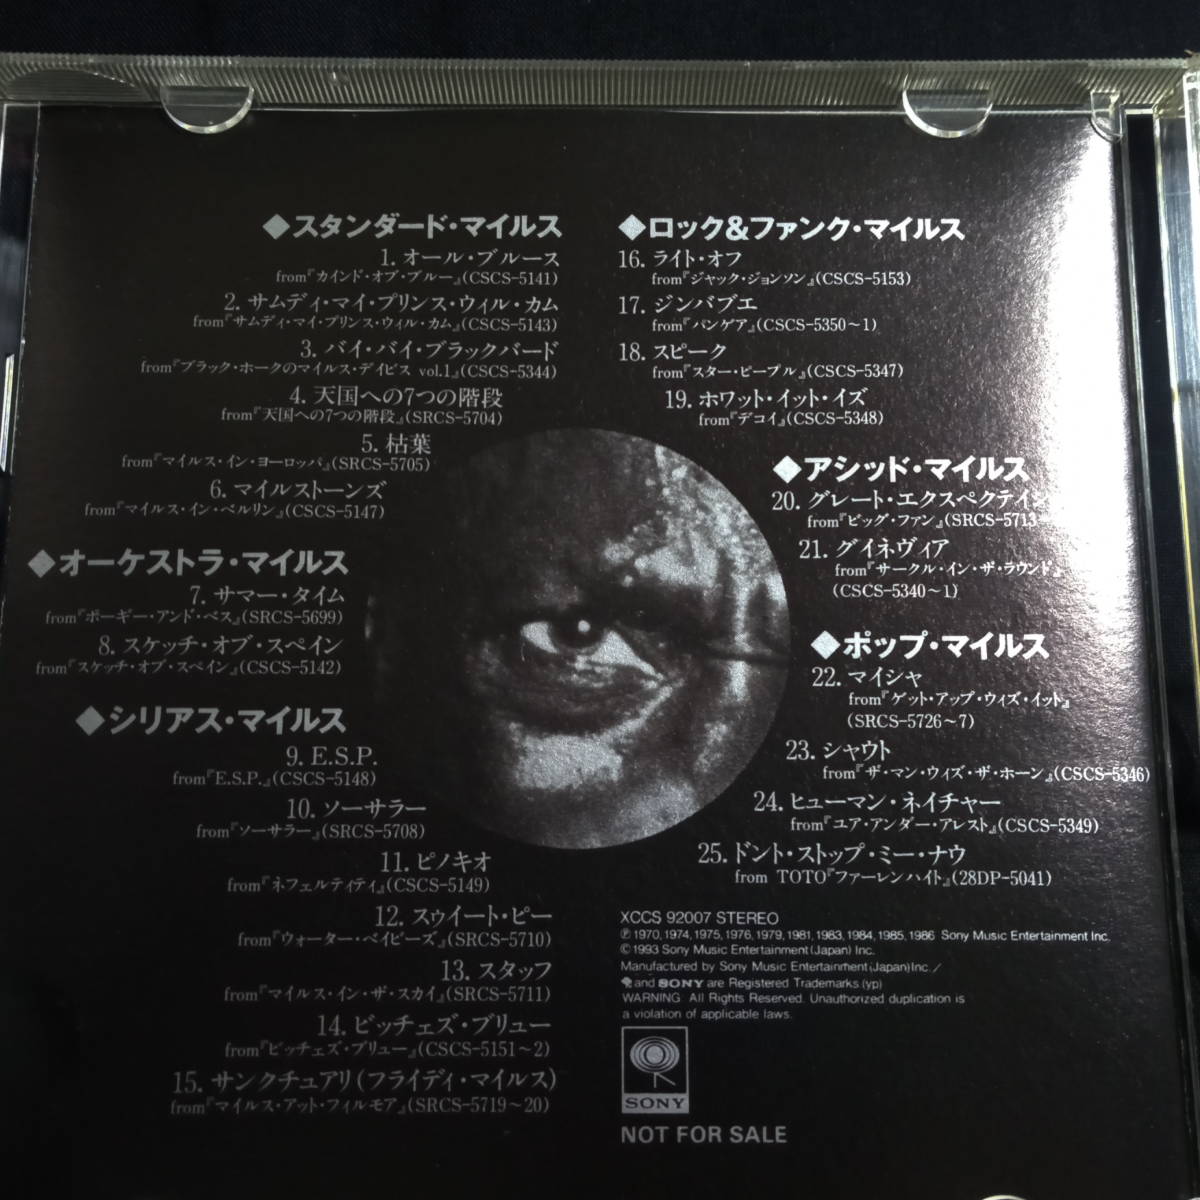 ◆スタンダード・マイルス
1. オール・ブルース
from『カインド・オブ・ブルー』(CSCS-5141)
2. サムディ・マイ・プリンス・ウィル・カム
from『サムディ・マイ・プリンス・ウィル・カム』(CSCS-5143)
3. バイ・バイ・ブラックバード
from『ブラック・ホークのマイルス・デイビス vol.1』(CSCS-5344)
4. 天国への7つの階段
from『天国への7つの階段』(SRCS-5704)
5. 枯葉
from『マイルス・イン・ヨーロッパ』(SRCS-5705)
6. マイルストーンズ
from『マイルス・イン・ベルリン』(CSCS-5147)
◆オーケストラ・マイルス
7. サマー・タイム
from『ポーギー・アンド・ベス』(SRCS-5699)
8. スケッチ・オブ・スペイン
from『スケッチ・オブ・スペイン』(CSCS-5142)
◆シリアス・マイルス
9. E.S.P.
from『E.S.P.』(CSCS-5148)
10. ソーサラー
from『ソーサラー』(SRCS-5708)
11. ピノキオ
from『ネフェルティティ』(CSCS-5149)
12. スゥイート・ピー
from『ウォーター・ベイビーズ』(SRCS-5710)
13. スタッフ
from『マイルス・イン・ザ・スカイ』(SRCS-5711)
14. ビッチェズ・ブリュー
from『ビッチェズ・ブリュー』(CSCS-5151～2)
15. サンクチュアリ(フライディ・マイルス)
from『マイルス・アット・フィルモア』(SRCS-5719～20)
◆ロック&ファンク・マイルス
16. ライト・オフ
from『ジャック・ジョンソン』(CSCS-5153)
17. ジンバブエ
from『パンゲア』(CSCS-5350～1)
18. スピーク
from『スター・ピープル』(CSCS-5347)
19. ホワット・イット・イズ
from『デコイ』(CSCS-5348)
◆アシッド・マイルス
20. グレート・エクスペクテイシ
from『ビッグ・ファン』(SRCS-5713
21. グイネヴィア
from『サークル・イン・ザ・ラウンド』
(CSCS-5340～1)
◆ポップ・マイルス
22. マイシャ
from『ゲット・アップ・ウィズ・イット』
(SRCS-5726～7)
23. シャウト
from『ザ・マン・ウィズ・ザ・ホーン』(CSCS-5346)
24. ヒューマン・ネイチャー
from『ユア・アンダー・アレスト』(CSCS-5349)
25. ドント・ストップ・ミー・ナウ
from TOTO『ファーレンハイト』(28DP-5041)
XCCS 92007 STEREO
℗1970, 1974, 1975, 1976, 1979, 1981, 1983, 1984, 1985, 1986 Sony Music Entertainment Inc.
©1993 Sony Music Entertainment (Japan) Inc.
Manufactured by Sony Music Entertainment (Japan) Inc. /
and SONY are Registered Trademarks (yp)
WARNING: All Rights Reserved. Unauthorized duplication is
a violation of applicable laws.
SONY
NOT FOR SALE